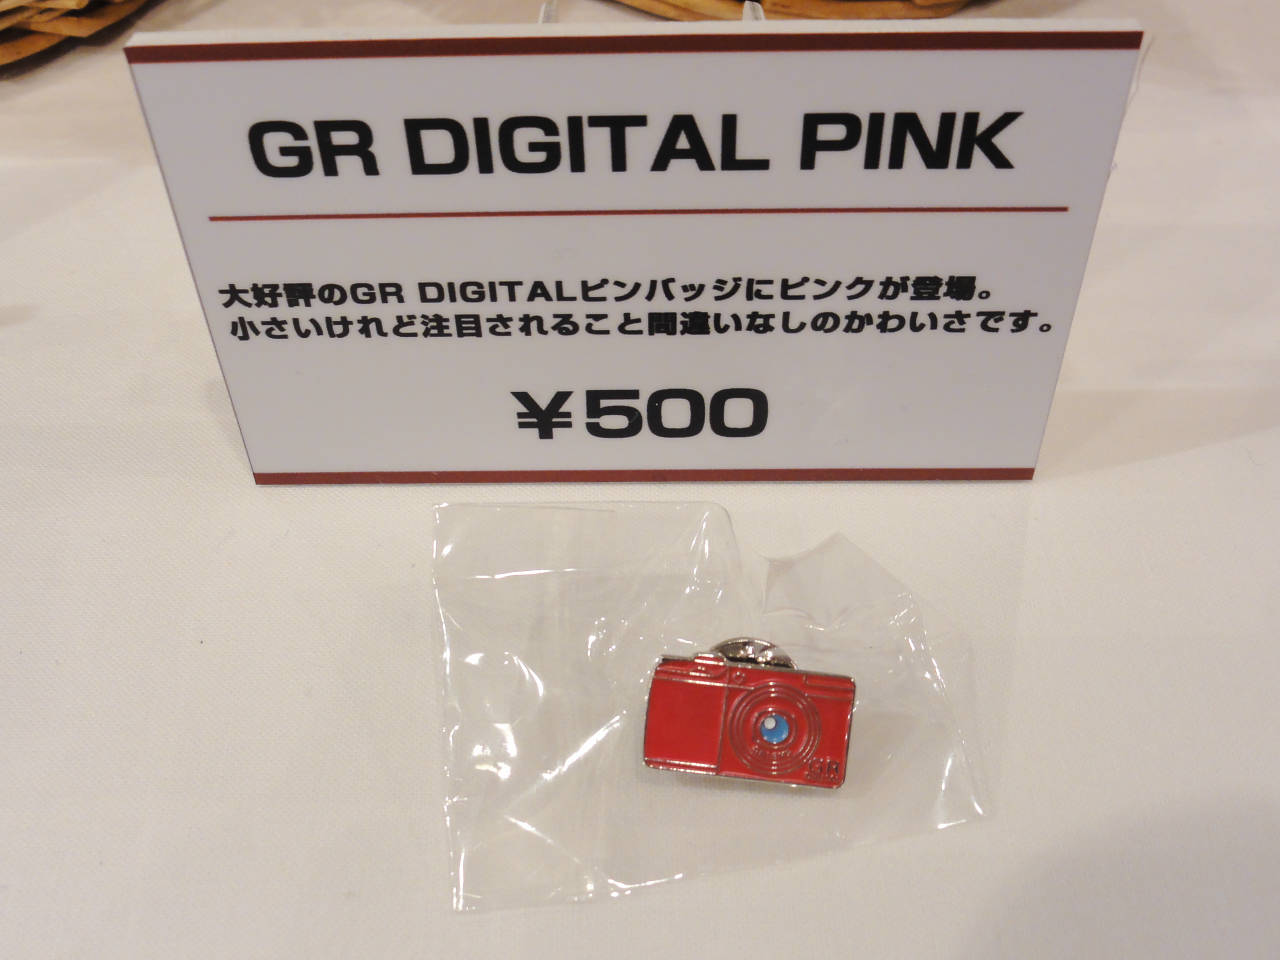 GR DIGITAL PINK
大好評のGR DIGITALピンバッジにピンクが登場。
小さいけれど注目されること間違いなしのかわいさです。
¥500
GR